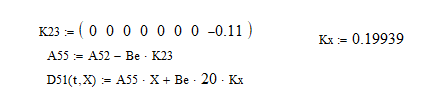 K23 := ( 0 0 0 0 0 0 0 -0.11 )
Kx := 0.19939
A55 := A52 − Be · K23
D51(t,X) := A55 · X + Be · 20 · Kx